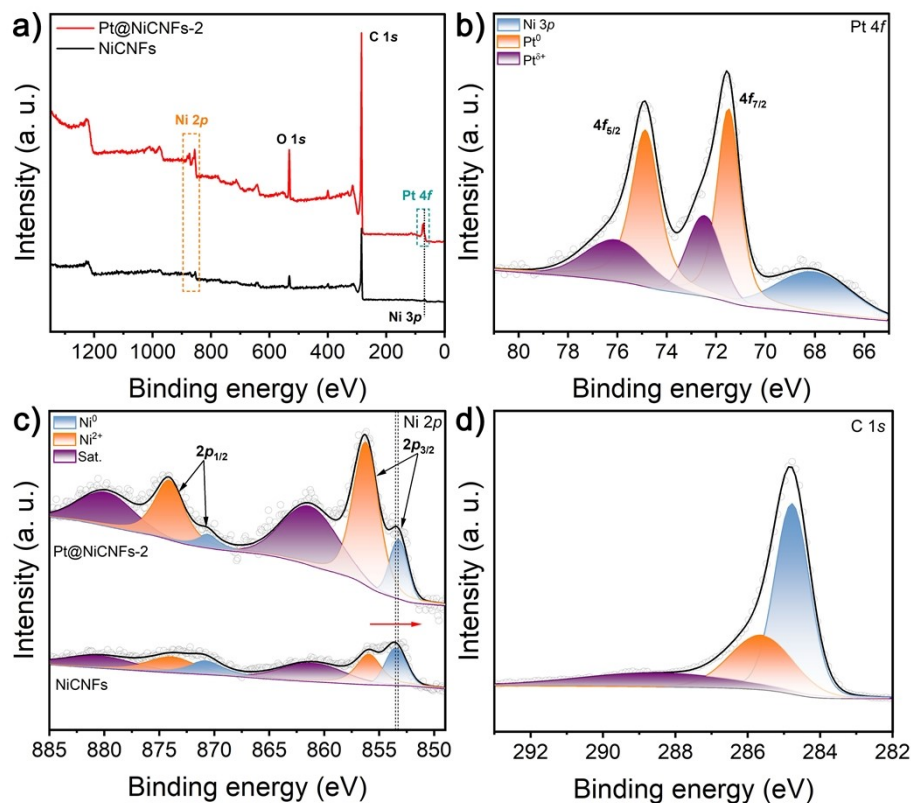 a)
Pt@NiCNFs-2
NiCNFs
C 1s
Ni 2p
O 1s
Pt 4f
Ni 3p
Intensity (a. u.)
1200 1000 800 600 400 200 0
Binding energy (eV)
b)
Pt 4f
Ni 3p
Pt⁰
Ptᵟ⁺
4f₇/₂
4f₅/₂
Intensity (a. u.)
80 78 76 74 72 70 68 66
Binding energy (eV)
c)
Ni 2p
Ni⁰
Ni²⁺
Sat.
2p₁/₂
2p₃/₂
Pt@NiCNFs-2
NiCNFs
Intensity (a. u.)
885 880 875 870 865 860 855 850
Binding energy (eV)
d)
C 1s
Intensity (a. u.)
292 290 288 286 284 282
Binding energy (eV)